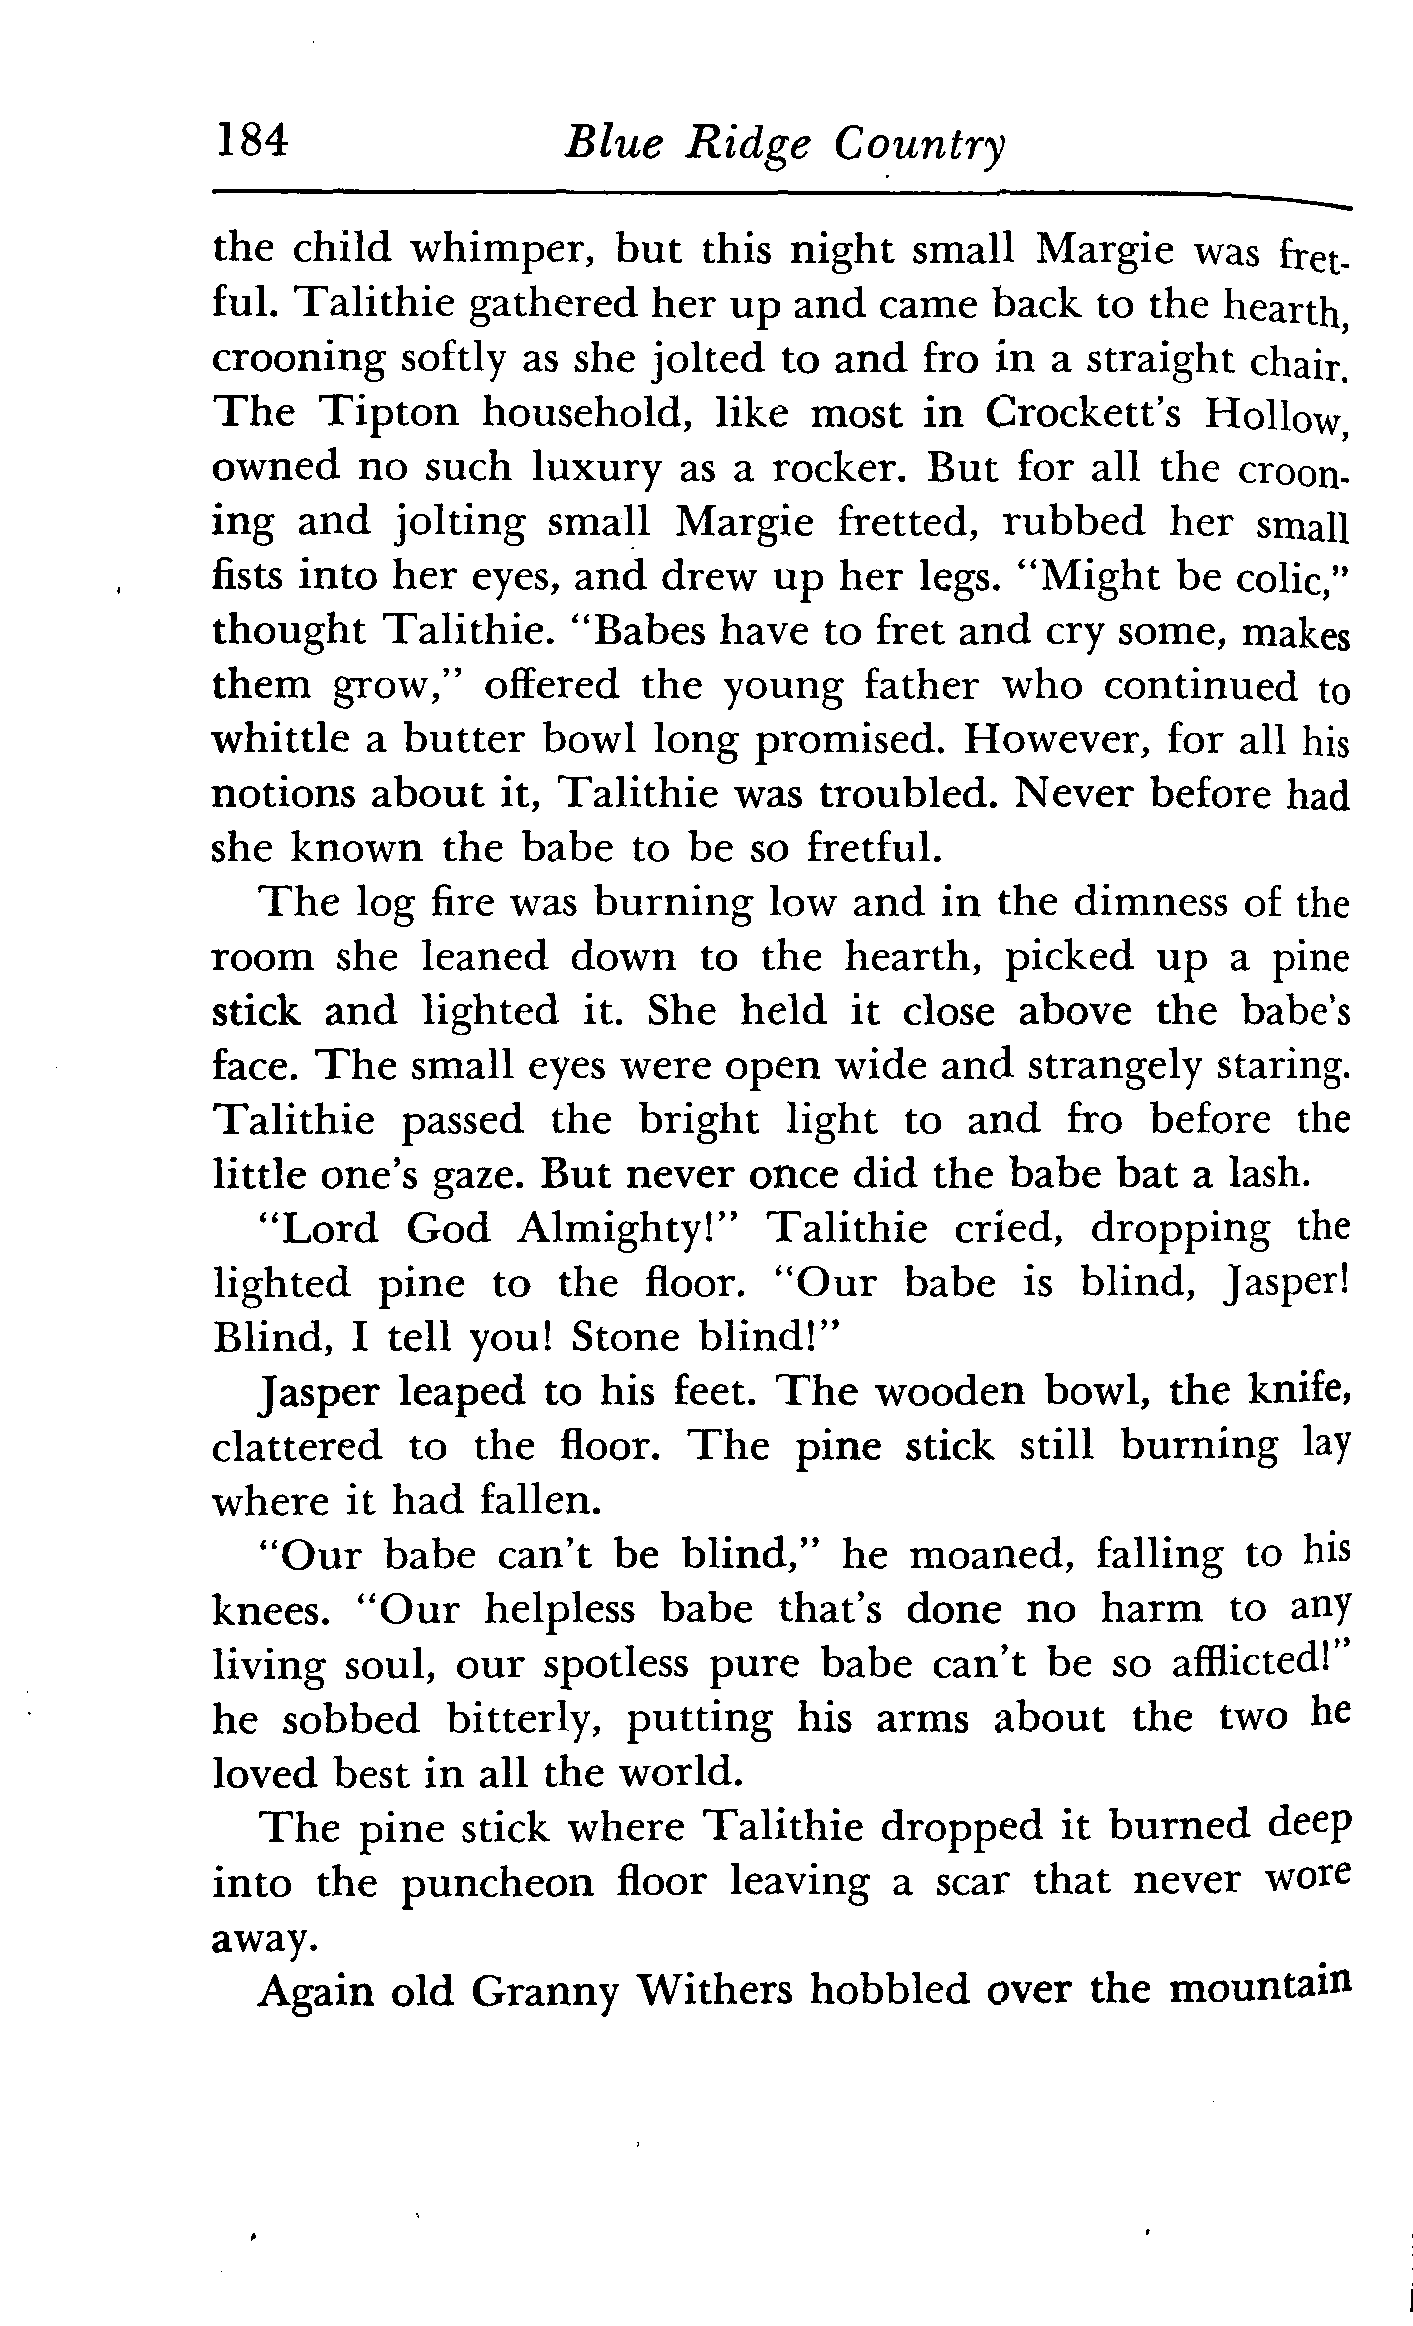 184 Blue Ridge Country
the child whimper, but this night small Margie was fret-
ful. Talithie gathered her up and came back to the hearth,
crooning softly as she jolted to and fro in a straight chair.
The Tipton household, like most in Crockett's Hollow,
owned no such luxury as a rocker. But for all the croon-
ing and jolting small Margie fretted, rubbed her small
fists into her eyes, and drew up her legs. "Might be colic,"
thought Talithie. "Babes have to fret and cry some, makes
them grow," offered the young father who continued to
whittle a butter bowl long promised. However, for all his
notions about it, Talithie was troubled. Never before had
she known the babe to be so fretful.
The log fire was burning low and in the dimness of the
room she leaned down to the hearth, picked up a pine
stick and lighted it. She held it close above the babe's
face. The small eyes were open wide and strangely staring.
Talithie passed the bright light to and fro before the
little one's gaze. But never once did the babe bat a lash.
"Lord God Almighty!" Talithie cried, dropping the
lighted pine to the floor. "Our babe is blind, Jasper!
Blind, I tell you! Stone blind!"
Jasper leaped to his feet. The wooden bowl, the knife,
clattered to the floor. The pine stick still burning lay
where it had fallen.
"Our babe can't be blind," he moaned, falling to his
knees. "Our helpless babe that's done no harm to any
living soul, our spotless pure babe can't be so afflicted!"
he sobbed bitterly, putting his arms about the two he
loved best in all the world.
The pine stick where Talithie dropped it burned deep
into the puncheon floor leaving a scar that never wore
away.
Again old Granny Withers hobbled over the mountain